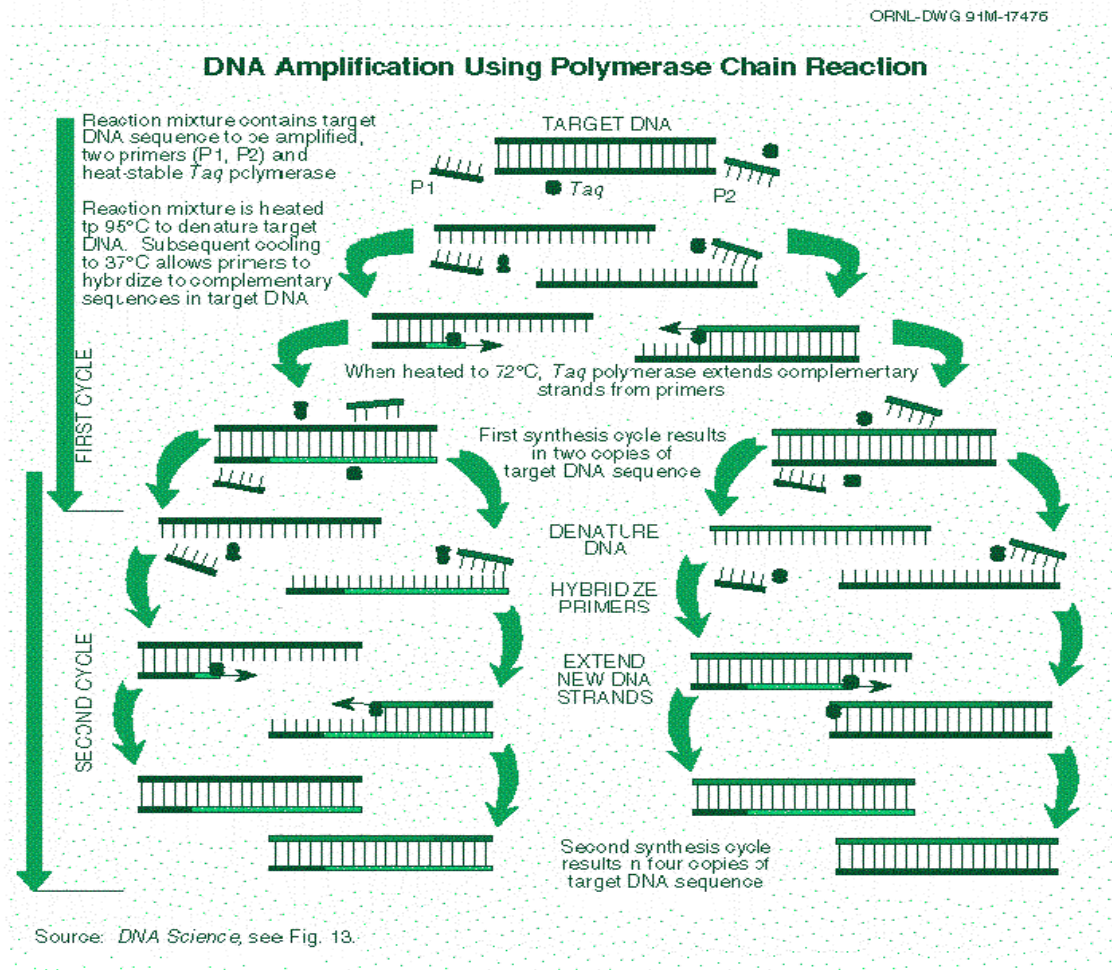 ORNL-DWG 91M-17476
DNA Amplification Using Polymerase Chain Reaction
Reaction mixture contains target
DNA sequence to be amplified,
two primers (P1, P2) and
heat-stable Taq polymerase
TARGET DNA
P1
Taq
P2
Reaction mixture is heated
tp 95°C to denature target
DNA. Subsequent cooling
to 37°C allows primers to
hybridize to complementary
sequences in target DNA
FIRST CYCLE
When heated to 72°C, Taq polymerase extends complementary
strands from primers
First synthesis cycle results
in two copies of
target DNA sequence
DENATURE
DNA
HYBRIDIZE
PRIMERS
EXTEND
NEW DNA
STRANDS
SECOND CYCLE
Second synthesis cycle
results in four copies of
target DNA sequence
Source: DNA Science, see Fig. 13.